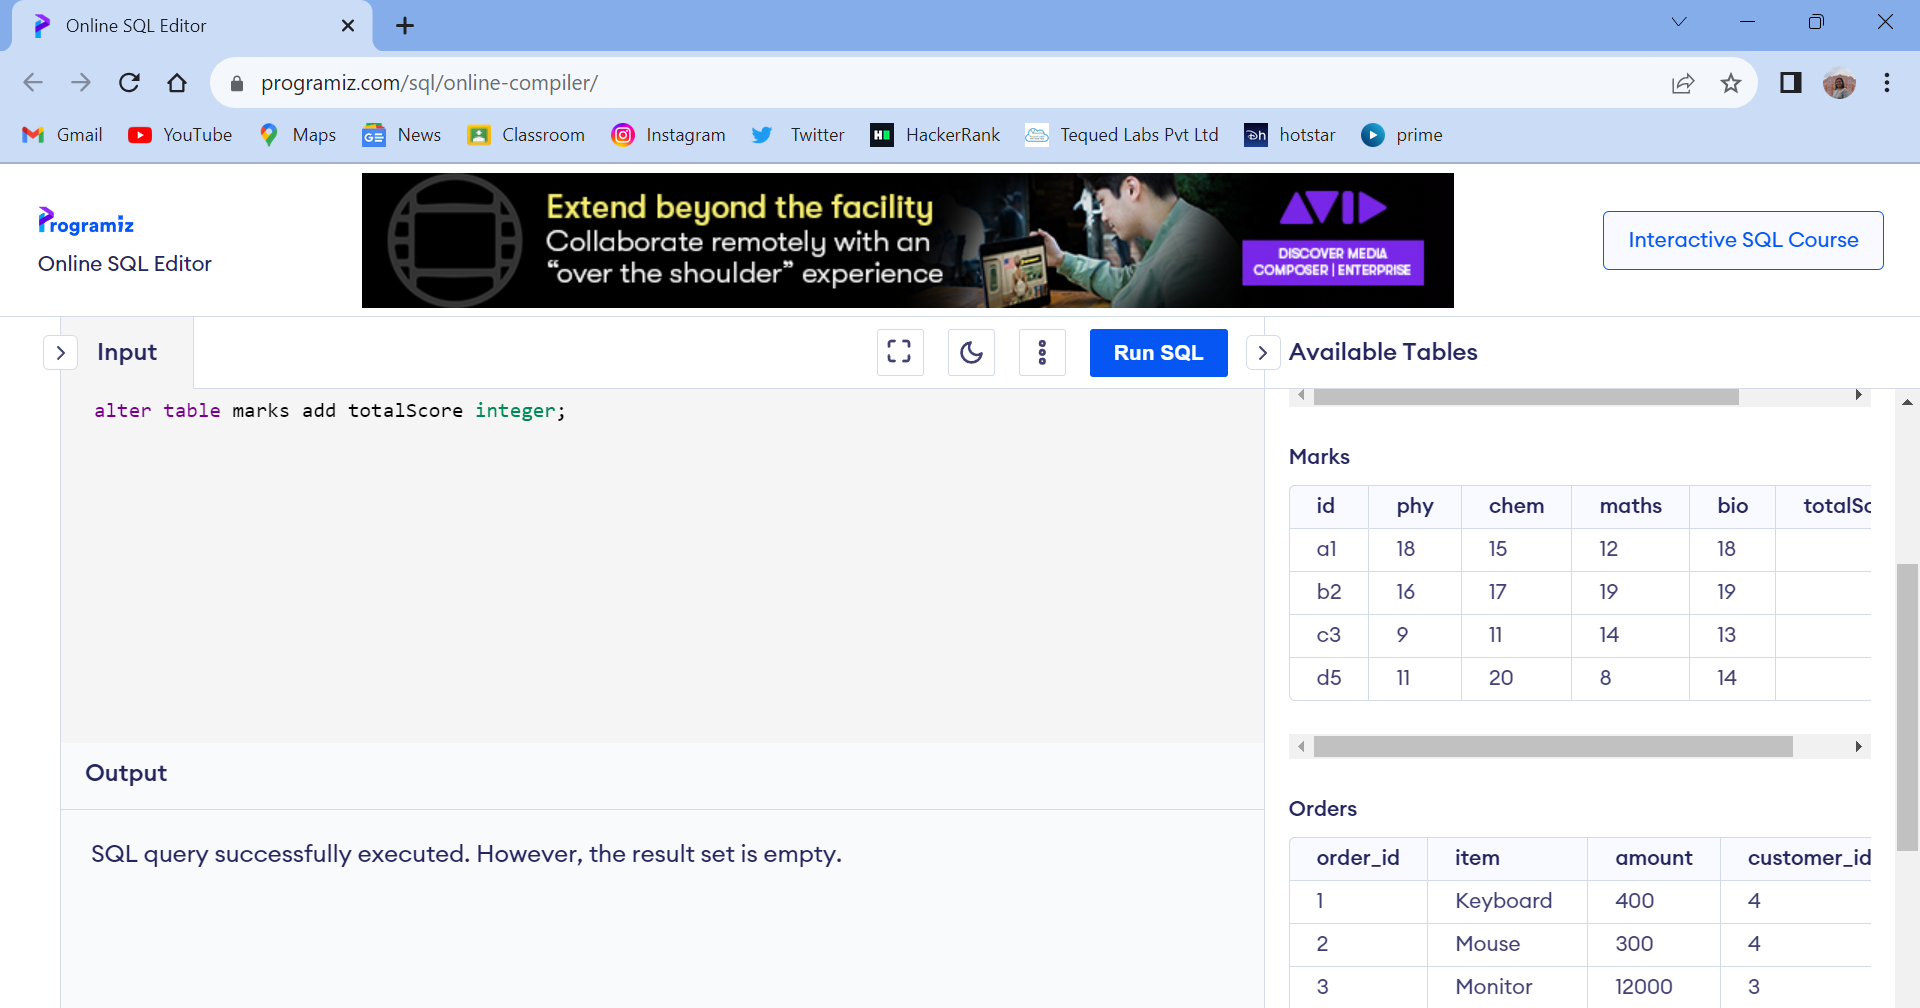 Online SQL Editor
programiz.com/sql/online-compiler/
Gmail YouTube Maps News Classroom Instagram Twitter HackerRank Tequed Labs Pvt Ltd hotstar prime
Programiz
Online SQL Editor
Extend beyond the facility
Collaborate remotely with an
“over the shoulder” experience
AVID
DISCOVER MEDIA
COMPOSER | ENTERPRISE
Interactive SQL Course
Input
Run SQL
Available Tables
alter table marks add totalScore integer;
Marks
id phy chem maths bio totalSc
a1 18 15 12 18
b2 16 17 19 19
c3 9 11 14 13
d5 11 20 8 14
Output
SQL query successfully executed. However, the result set is empty.
Orders
order_id item amount customer_id
1 Keyboard 400 4
2 Mouse 300 4
3 Monitor 12000 3